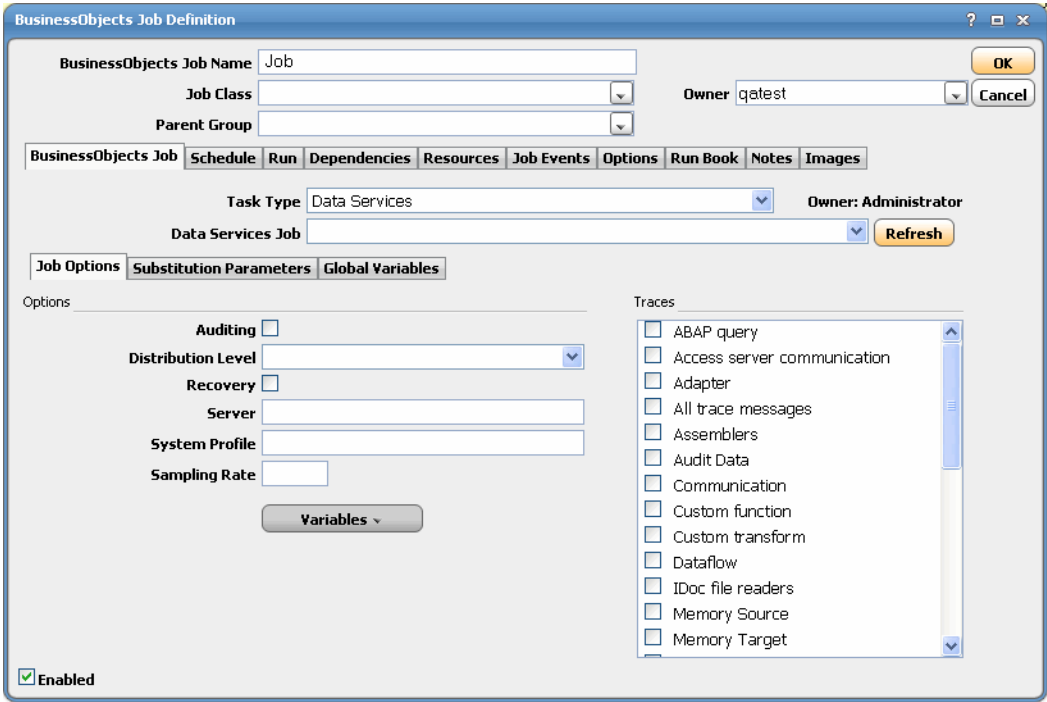 BusinessObjects Job Definition
BusinessObjects Job Name Job OK
Job Class Owner qatest Cancel
Parent Group
BusinessObjects Job Schedule Run Dependencies Resources Job Events Options Run Book Notes Images
Task Type Data Services Owner: Administrator
Data Services Job Refresh
Job Options Substitution Parameters Global Variables
Options Traces
Auditing ABAP query
Distribution Level Access server communication
Recovery Adapter
Server All trace messages
System Profile Assemblers
Sampling Rate Audit Data
Variables Communication
Custom function
Custom transform
Dataflow
IDoc file readers
Memory Source
Memory Target
Enabled